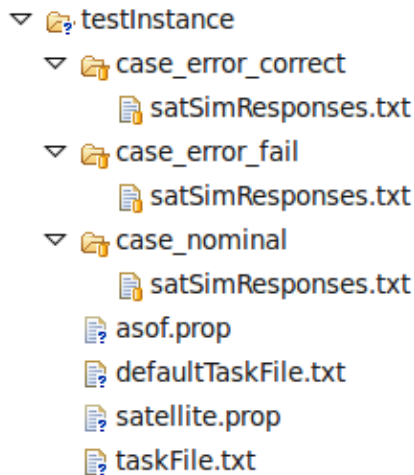 testInstance
case_error_correct
satSimResponses.txt
case_error_fail
satSimResponses.txt
case_nominal
satSimResponses.txt
asof.prop
defaultTaskFile.txt
satellite.prop
taskFile.txt